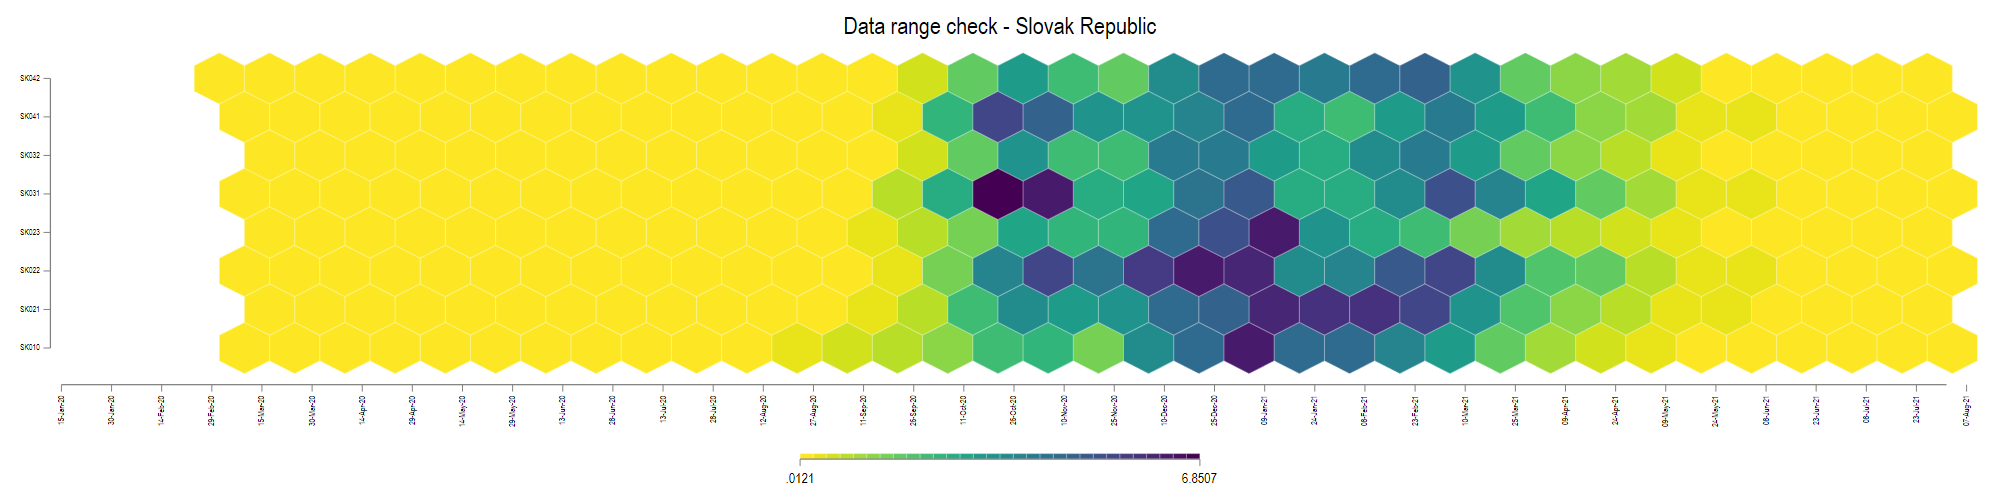 Data range check - Slovak Republic
SK042
SK041
SK032
SK031
SK023
SK022
SK021
SK010
15-Jan-20
30-Jan-20
14-Feb-20
29-Feb-20
15-Mar-20
30-Mar-20
14-Apr-20
29-Apr-20
14-May-20
29-May-20
13-Jun-20
28-Jun-20
13-Jul-20
28-Jul-20
12-Aug-20
27-Aug-20
11-Sep-20
26-Sep-20
11-Oct-20
26-Oct-20
10-Nov-20
25-Nov-20
10-Dec-20
25-Dec-20
09-Jan-21
24-Jan-21
08-Feb-21
23-Feb-21
10-Mar-21
25-Mar-21
09-Apr-21
24-Apr-21
09-May-21
24-May-21
08-Jun-21
23-Jun-21
08-Jul-21
23-Jul-21
07-Aug-21
.0121
6.8507